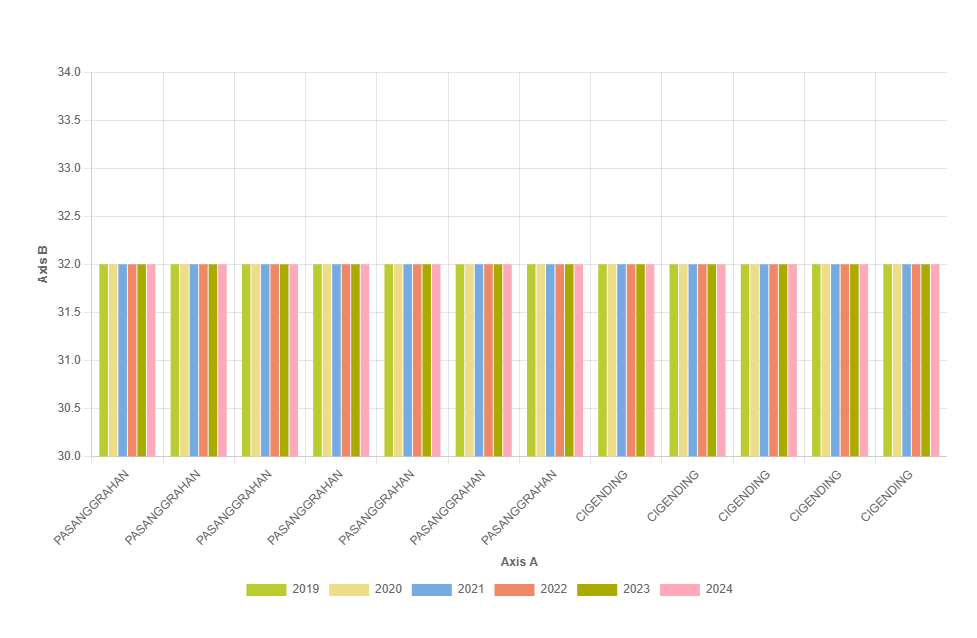 34.0
33.5
33.0
32.5
32.0
31.5
31.0
30.5
30.0
Axis B
PASANGGRAHAN
PASANGGRAHAN
PASANGGRAHAN
PASANGGRAHAN
PASANGGRAHAN
PASANGGRAHAN
PASANGGRAHAN
CIGENDING
CIGENDING
CIGENDING
CIGENDING
CIGENDING
Axis A
2019 2020 2021 2022 2023 2024